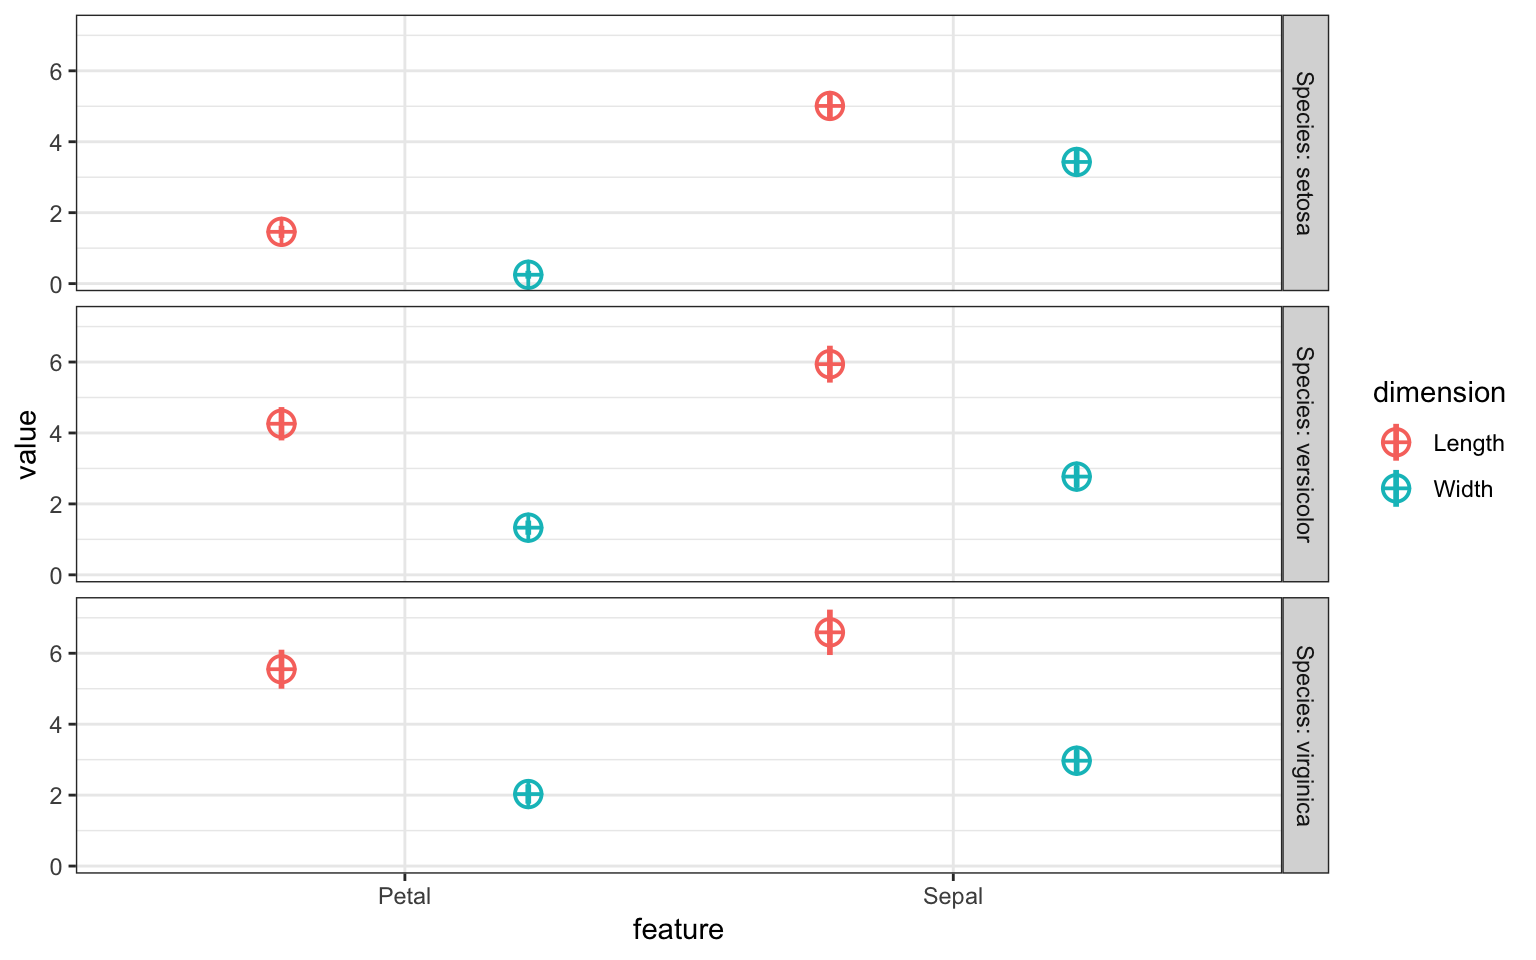 6
4
2
0
Species: setosa
6
4
2
0
Species: versicolor
6
4
2
0
Species: virginica
value
Petal
Sepal
feature
dimension
Length
Width